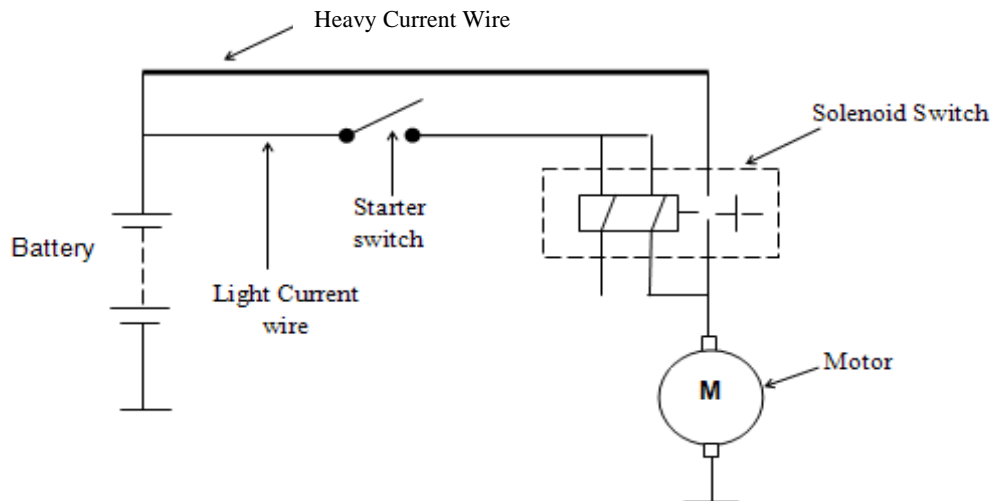 Heavy Current Wire
Solenoid Switch
Starter
switch
Battery
Light Current
wire
Motor
M